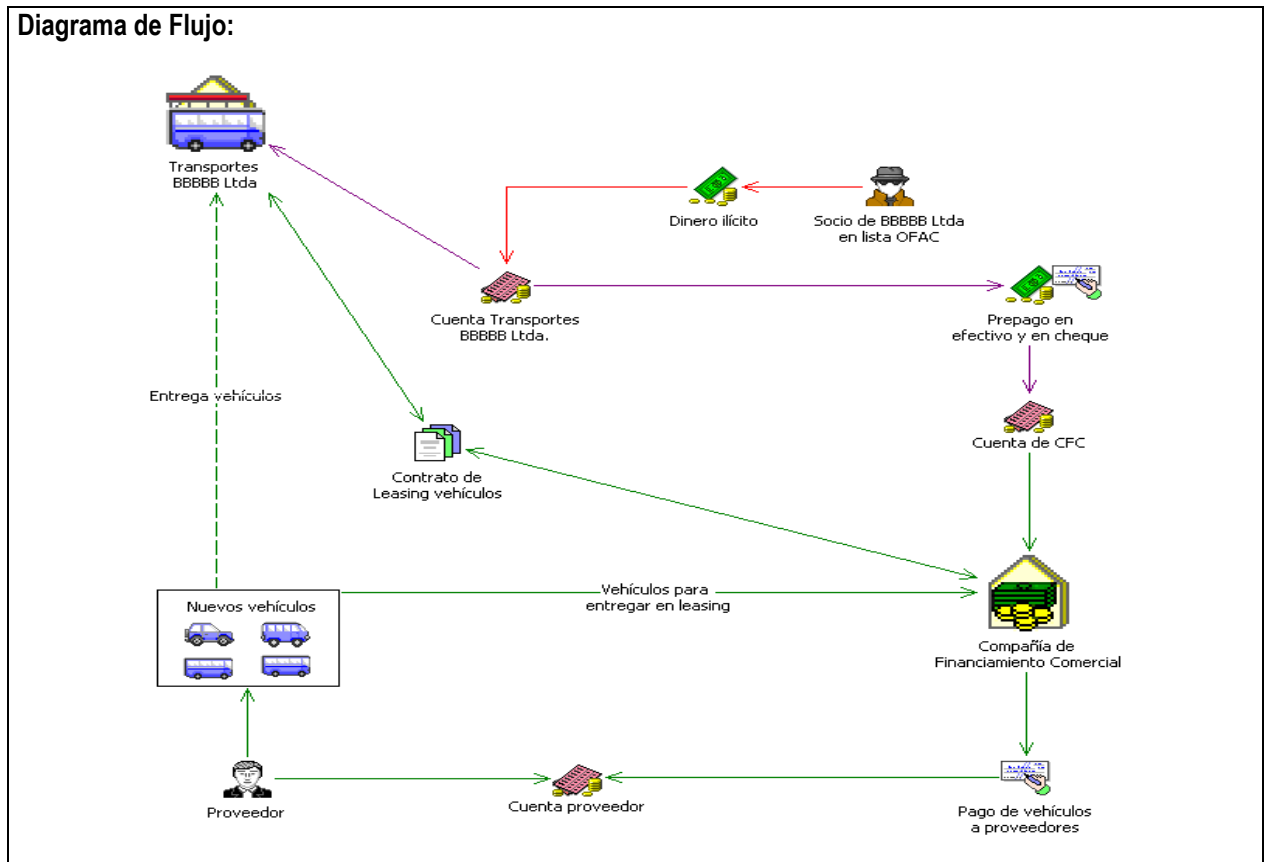 Diagrama de Flujo:
Transportes
BBBBB Ltda
Dinero ilícito
Socio de BBBBB Ltda
en lista OFAC
Cuenta Transportes
BBBBB Ltda.
Prepago en
efectivo y en cheque
Entrega vehículos
Cuenta de CFC
Contrato de
Leasing vehículos
Vehículos para
entregar en leasing
Nuevos vehículos
Compañía de
Financiamiento Comercial
Proveedor
Cuenta proveedor
Pago de vehículos
a proveedores